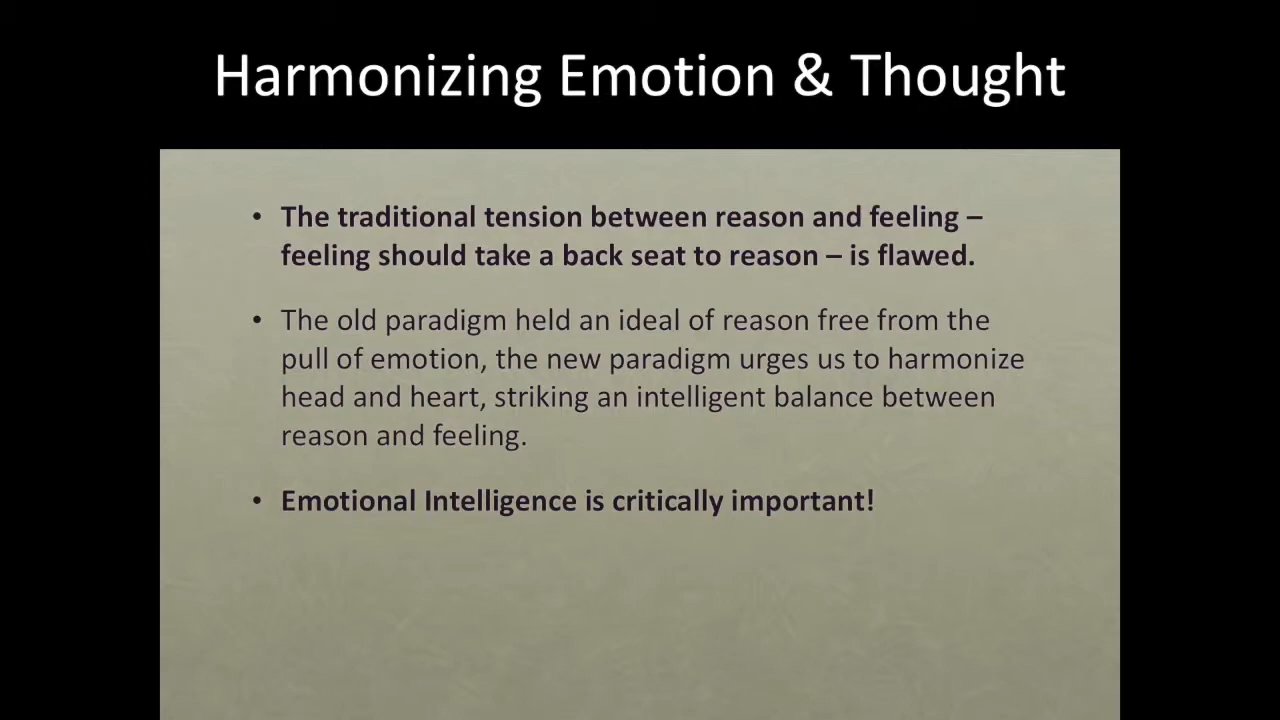 Harmonizing Emotion & Thought
• The traditional tension between reason and feeling –
feeling should take a back seat to reason – is flawed.
• The old paradigm held an ideal of reason free from the
pull of emotion, the new paradigm urges us to harmonize
head and heart, striking an intelligent balance between
reason and feeling.
• Emotional Intelligence is critically important!